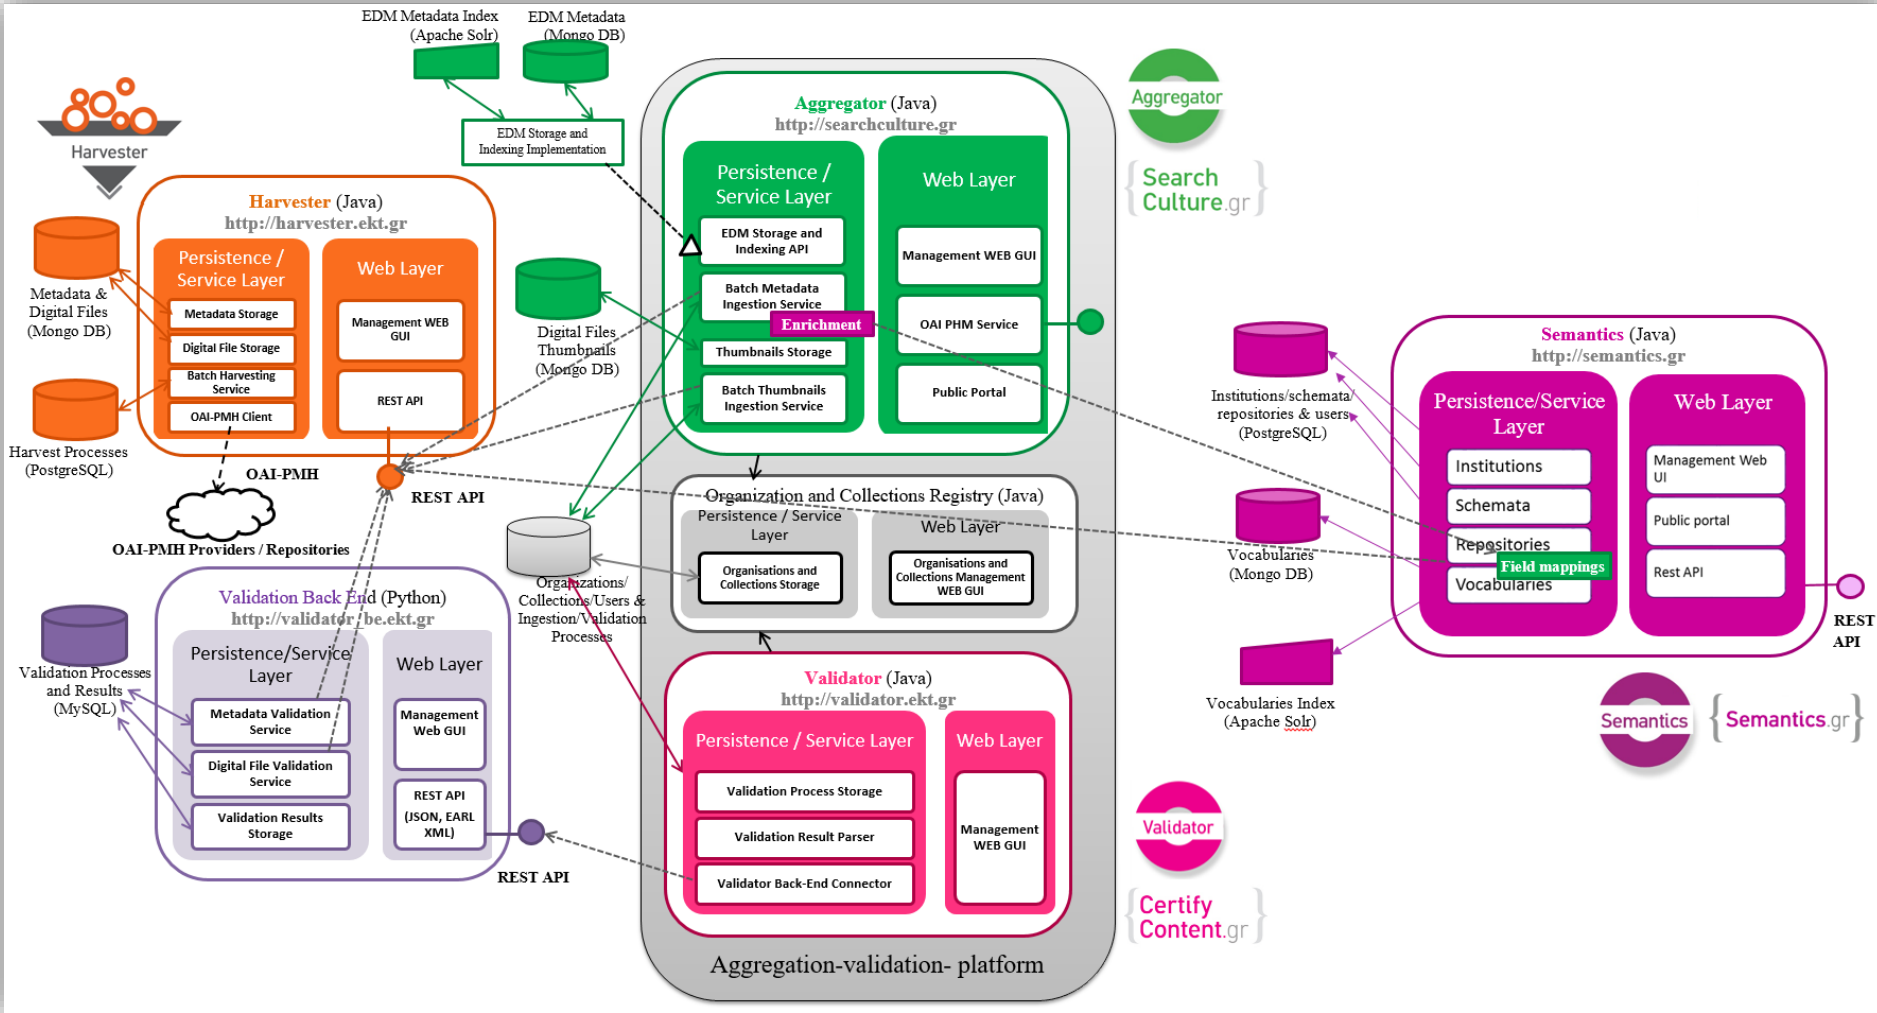 EDM Metadata Index
(Apache Solr)
EDM Metadata
(Mongo DB)
EDM Storage and
Indexing Implementation
Harvester
Harvester (Java)
http://harvester.ekt.gr
Persistence /
Service Layer
Metadata Storage
Digital File Storage
Batch Harvesting
Service
OAI-PMH Client
Web Layer
Management WEB
GUI
REST API
Metadata &
Digital Files
(Mongo DB)
Harvest Processes
(PostgreSQL)
OAI-PMH
REST API
OAI-PMH Providers / Repositories
Validation Back End (Python)
http://validator_be.ekt.gr
Persistence/Service
Layer
Metadata Validation
Service
Digital File Validation
Service
Validation Results
Storage
Web Layer
Management
Web GUI
REST API
(JSON, EARL
XML)
REST API
Validation Processes
and Results
(MySQL)
Digital Files
Thumbnails
(Mongo DB)
Organizations/
Collections/Users &
Ingestion/Validation
Processes
Aggregator (Java)
http://searchculture.gr
Persistence /
Service Layer
EDM Storage and
Indexing API
Batch Metadata
Ingestion Service
Enrichment
Thumbnails Storage
Batch Thumbnails
Ingestion Service
Web Layer
Management WEB GUI
OAI PHM Service
Public Portal
Organization and Collections Registry (Java)
Persistence / Service
Layer
Organisations and
Collections Storage
Web Layer
Organisations and
Collections Management
WEB GUI
Validator (Java)
http://validator.ekt.gr
Persistence / Service Layer
Validation Process Storage
Validation Result Parser
Validator Back-End Connector
Web Layer
Management
WEB GUI
Aggregation-validation- platform
Aggregator
{Search
Culture.gr}
Validator
{Certify
Content.gr}
Institutions/schemata/
repositories & users
(PostgreSQL)
Vocabularies
(Mongo DB)
Vocabularies Index
(Apache Solr)
Semantics (Java)
http://semantics.gr
Persistence/Service
Layer
Institutions
Schemata
Repositories
Field mappings
Vocabularies
Web Layer
Management Web
UI
Public portal
Rest API
REST
API
Semantics
{Semantics.gr}